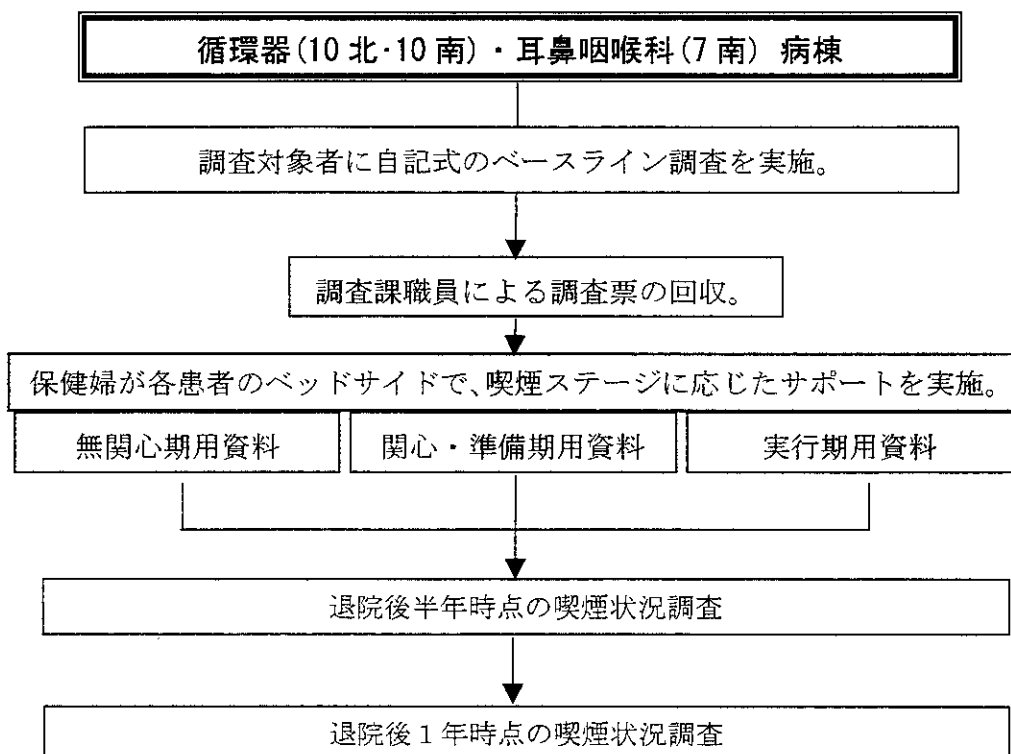 循環器(10北·10南)・耳鼻咽喉科(7南) 病棟
調査対象者に自記式のベースライン調査を実施。
調査課職員による調査票の回収。
保健婦が各患者のベッドサイドで、喫煙ステージに応じたサポートを実施。
無関心期用資料
関心・準備期用資料
実行期用資料
退院後半年時点の喫煙状況調査
退院後1年時点の喫煙状況調査